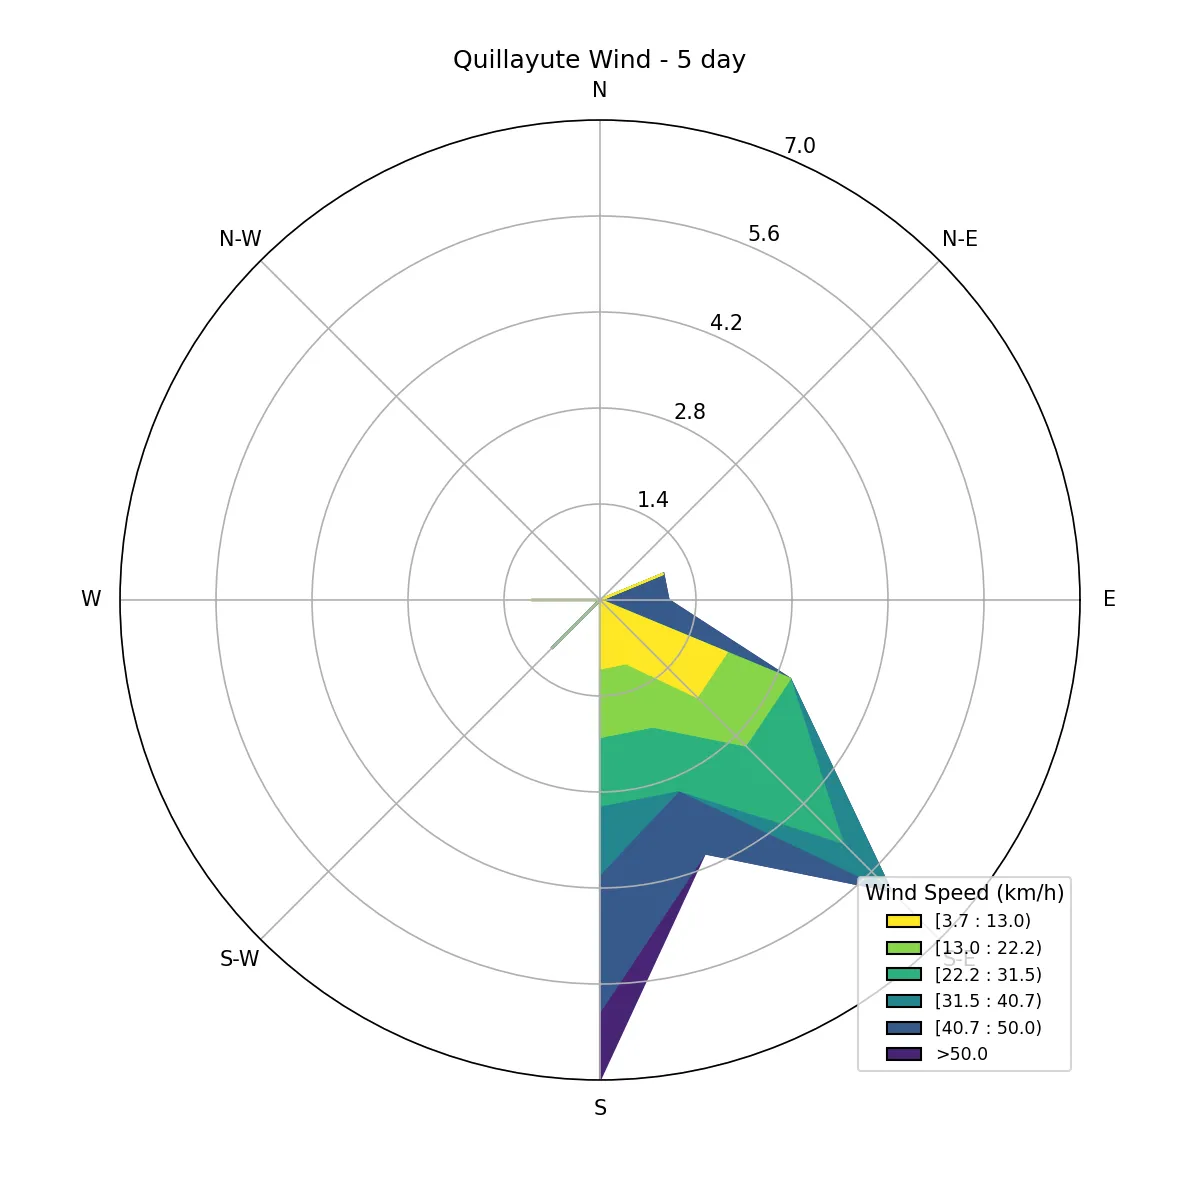 Quillayute Wind - 5 day
N
7.0
N-W
5.6
N-E
4.2
2.8
1.4
W
E
S-W
S-E
S
Wind Speed (km/h)
[3.7 : 13.0)
[13.0 : 22.2)
[22.2 : 31.5)
[31.5 : 40.7)
[40.7 : 50.0)
>50.0